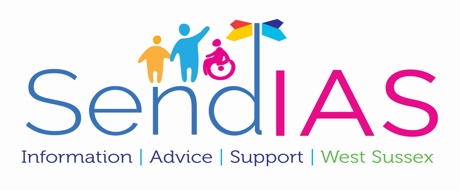 SendIAS
Information | Advice | Support | West Sussex